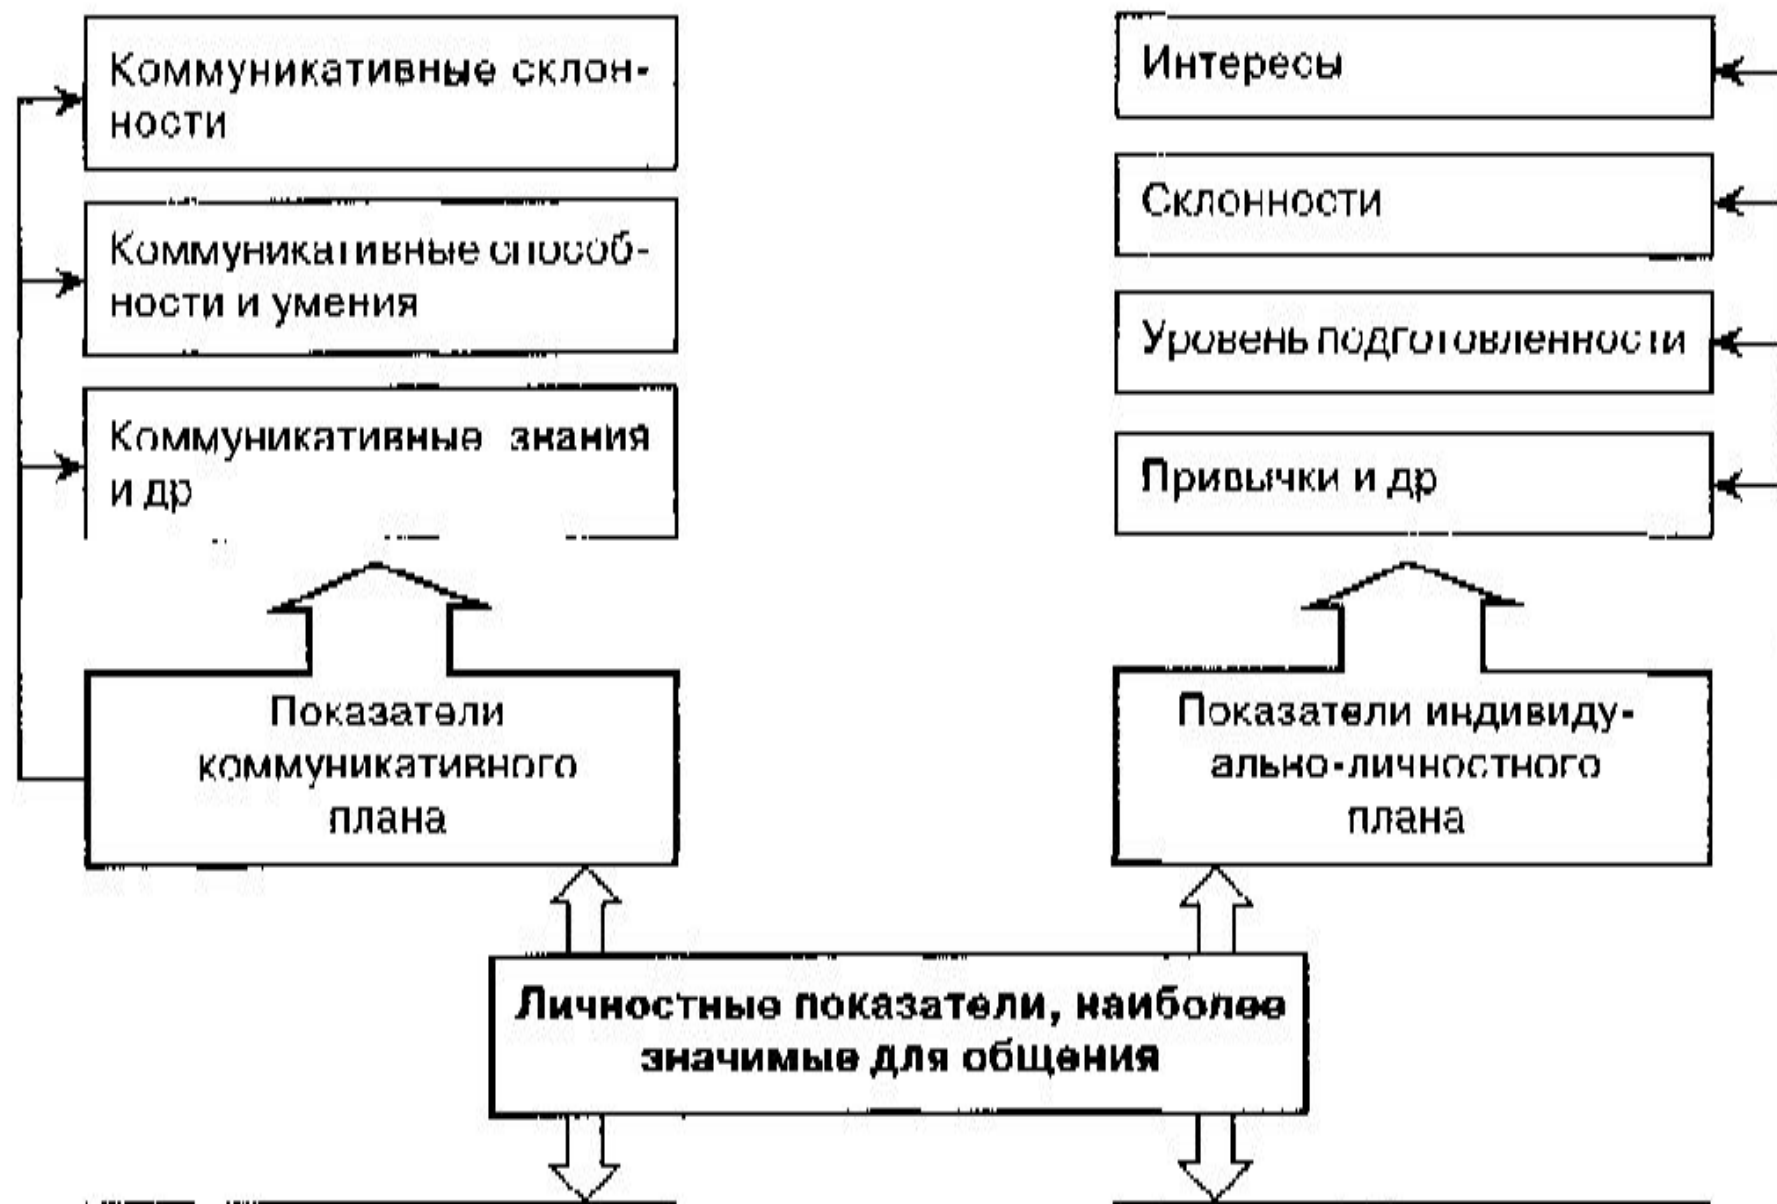 Коммуникативные склон-
ности
Коммуникативные способ-
ности и умения
Коммуникативные знания
и др
Показатели
коммуникативного
плана
Интересы
Склонности
Уровень подготовленности
Привычки и др
Показатели индивиду-
ально-личностного
плана
Личностные показатели, наиболее
значимые для общения